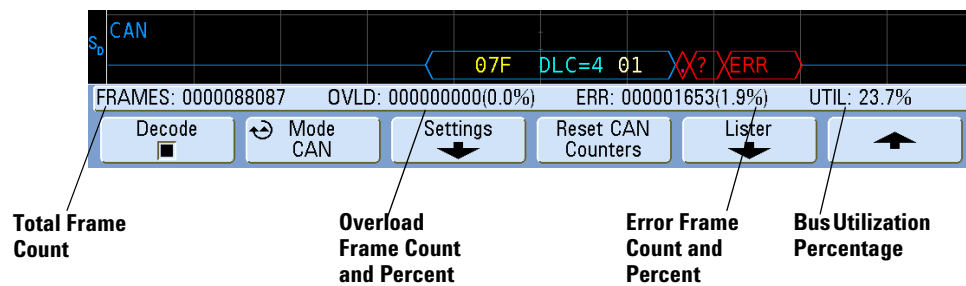 CAN
SD
07F DLC=4 01 . ? ERR
FRAMES: 0000088087 OVLD: 000000000(0.0%) ERR: 000001653(1.9%) UTIL: 23.7%
Decode
Mode
CAN
Settings
Reset CAN
Counters
Lister
Total Frame
Count
Overload
Frame Count
and Percent
Error Frame
Count and
Percent
Bus Utilization
Percentage